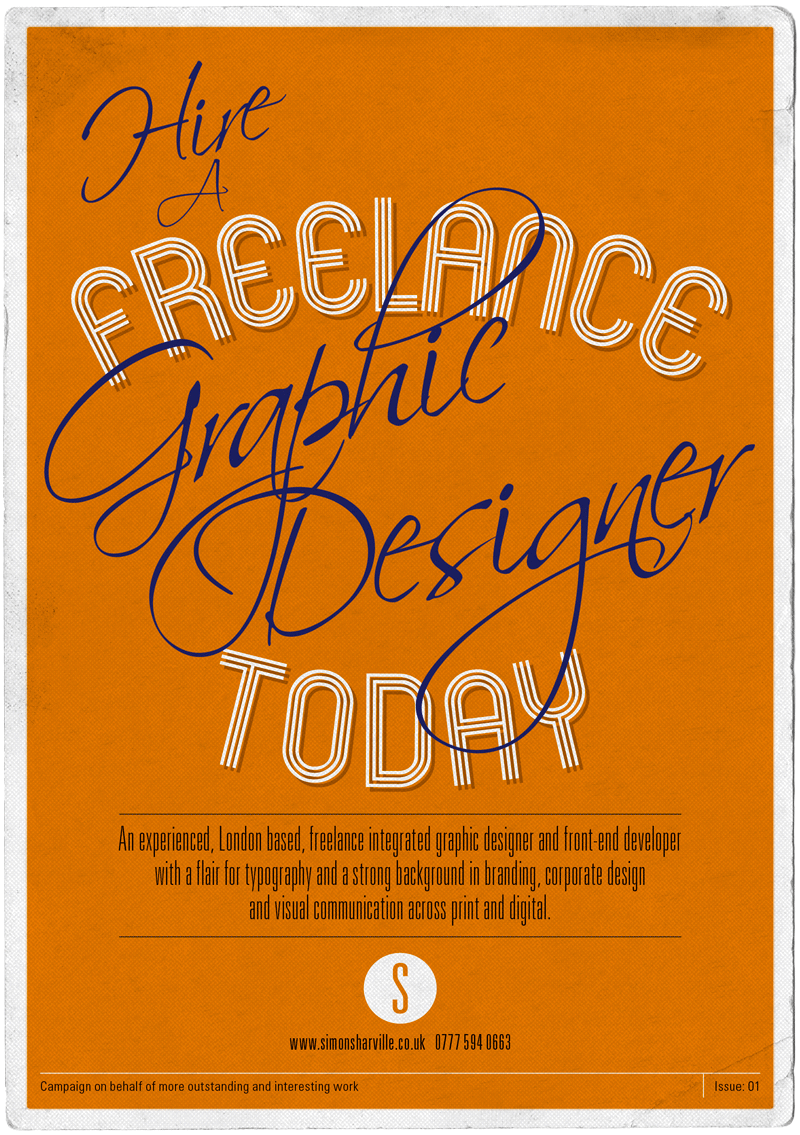 Hire
A
FREELANCE
Graphic
Designer
TODAY
An experienced, London based, freelance integrated graphic designer and front-end developer
with a flair for typography and a strong background in branding, corporate design
and visual communication across print and digital.
S
www.simonsharville.co.uk 0777 594 0663
Campaign on behalf of more outstanding and interesting work
Issue: 01